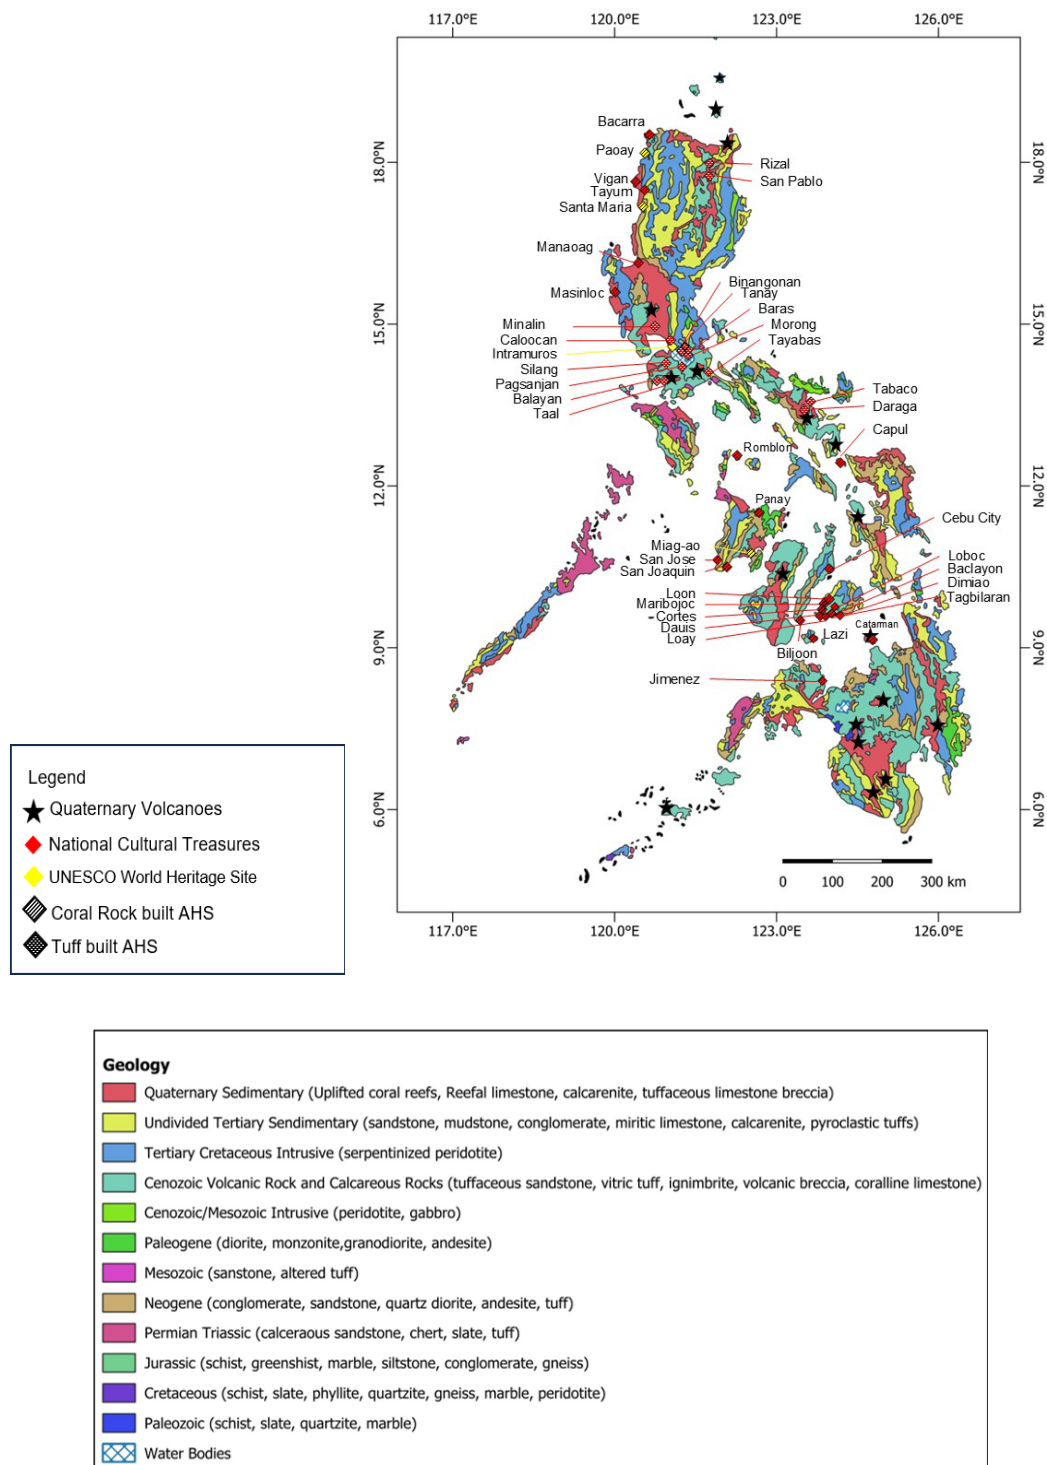 117.0°E 120.0°E 123.0°E 126.0°E
18.0°N
15.0°N
12.0°N
9.0°N
6.0°N
18.0°N
15.0°N
12.0°N
9.0°N
6.0°N
Bacarra
Paoay
Rizal
San Pablo
Vigan
Tayum
Santa Maria
Manaoag
Masinloc
Binangonan
Tanay
Baras
Morong
Tayabas
Minalin
Caloocan
Intramuros
Silang
Pagsanjan
Balayan
Taal
Tabaco
Daraga
Capul
Romblon
Panay
Cebu City
Miag-ao
San Jose
San Joaquin
Loboc
Baclayon
Dimiao
Tagbilaran
Loon
Maribojoc
Cortes
Dauis
Loay
Catarman
Lazi
Biljoon
Jimenez
0 100 200 300 km
117.0°E 120.0°E 123.0°E 126.0°E
Legend
Quaternary Volcanoes
National Cultural Treasures
UNESCO World Heritage Site
Coral Rock built AHS
Tuff built AHS
Geology
Quaternary Sedimentary (Uplifted coral reefs, Reefal limestone, calcarenite, tuffaceous limestone breccia)
Undivided Tertiary Sendimentary (sandstone, mudstone, conglomerate, miritic limestone, calcarenite, pyroclastic tuffs)
Tertiary Cretaceous Intrusive (serpentinized peridotite)
Cenozoic Volcanic Rock and Calcareous Rocks (tuffaceous sandstone, vitric tuff, ignimbrite, volcanic breccia, coralline limestone)
Cenozoic/Mesozoic Intrusive (peridotite, gabbro)
Paleogene (diorite, monzonite,granodiorite, andesite)
Mesozoic (sanstone, altered tuff)
Neogene (conglomerate, sandstone, quartz diorite, andesite, tuff)
Permian Triassic (calceraous sandstone, chert, slate, tuff)
Jurassic (schist, greenshist, marble, siltstone, conglomerate, gneiss)
Cretaceous (schist, slate, phyllite, quartzite, gneiss, marble, peridotite)
Paleozoic (schist, slate, quartzite, marble)
Water Bodies